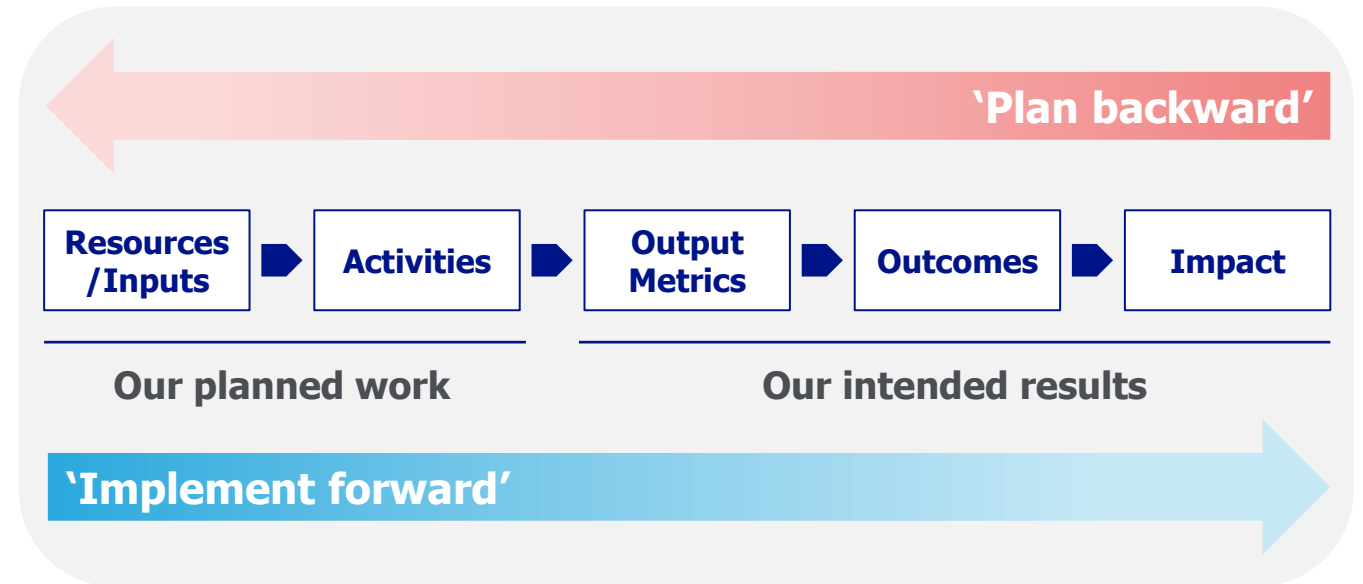 ‘Plan backward’
Resources
/Inputs
Activities
Output
Metrics
Outcomes
Impact
Our planned work
Our intended results
‘Implement forward’